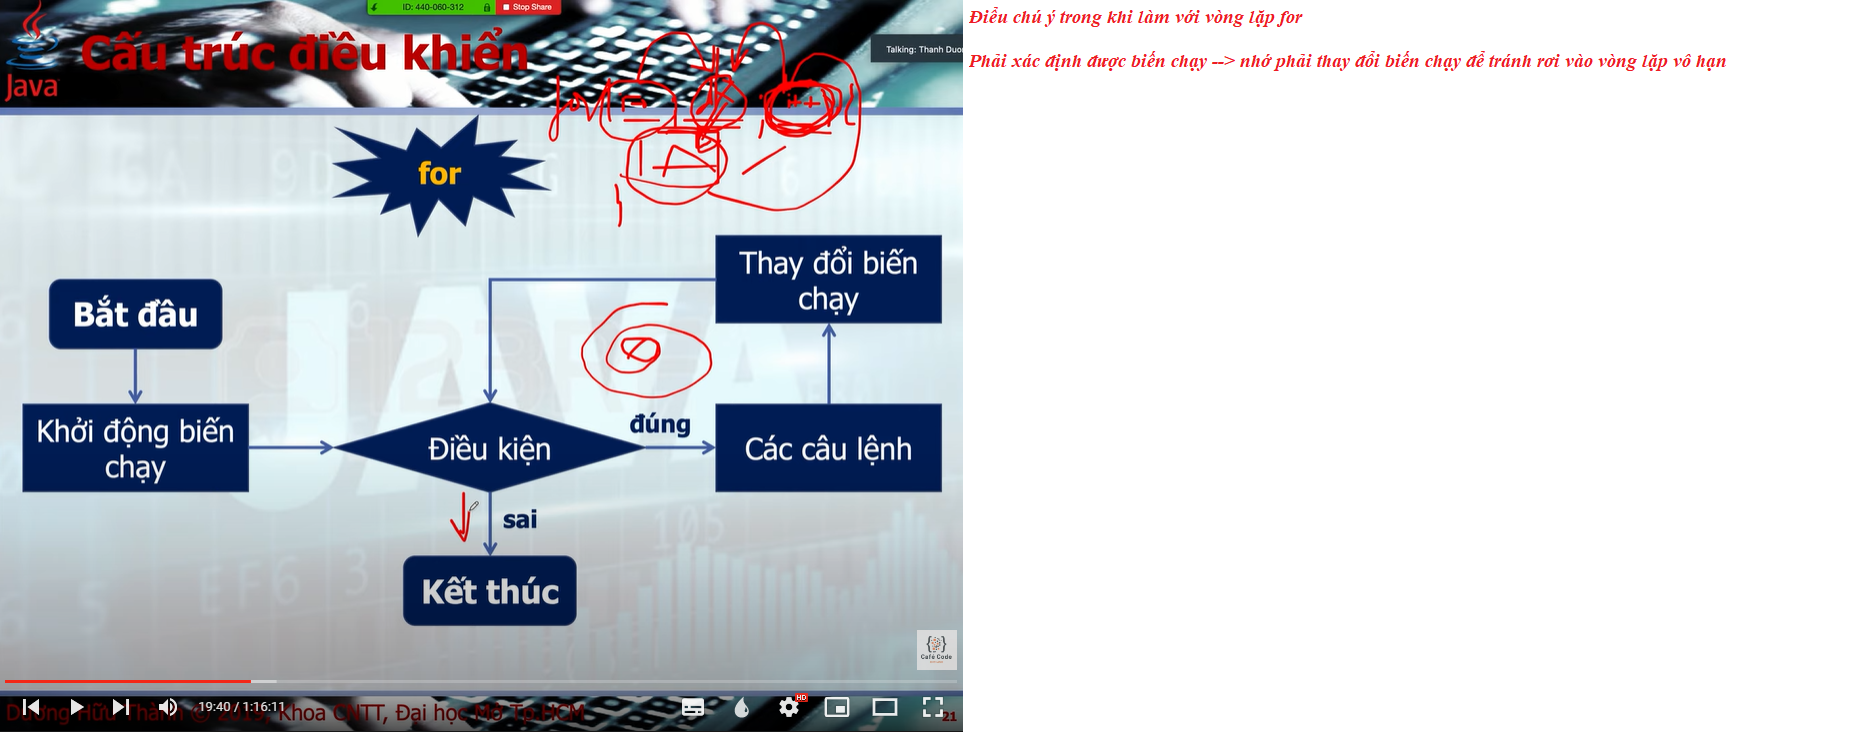 ID: 440-060-312
Stop Share
Java
Cấu trúc điều khiển
Talking: Thanh Duon
for(
i++
for
Bắt đầu
Khởi động biến
chạy
Điều kiện
đúng
Các câu lệnh
Thay đổi biến
chạy
sai
Kết thúc
Café Code
19:40 / 1:16:11
HD
Dương Hữu Thành © 2019, Khoa CNTT, Đại học Mở Tp.HCM
21
Điều chú ý trong khi làm với vòng lặp for
Phải xác định được biến chạy --> nhớ phải thay đổi biến chạy để tránh rơi vào vòng lặp vô hạn